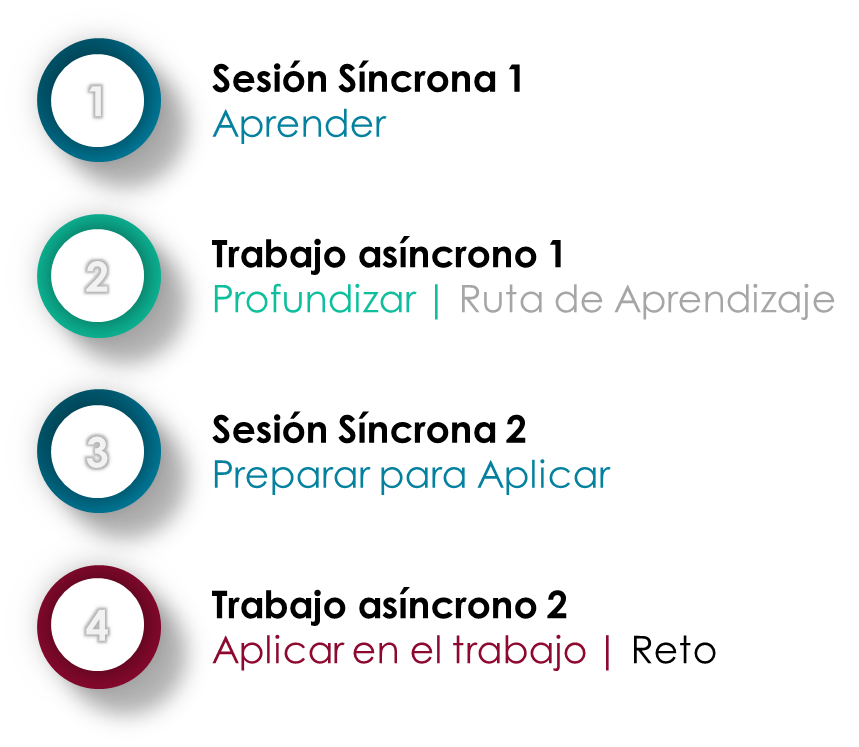 1
Sesión Síncrona 1
Aprender
2
Trabajo asíncrono 1
Profundizar | Ruta de Aprendizaje
3
Sesión Síncrona 2
Preparar para Aplicar
4
Trabajo asíncrono 2
Aplicar en el trabajo | Reto